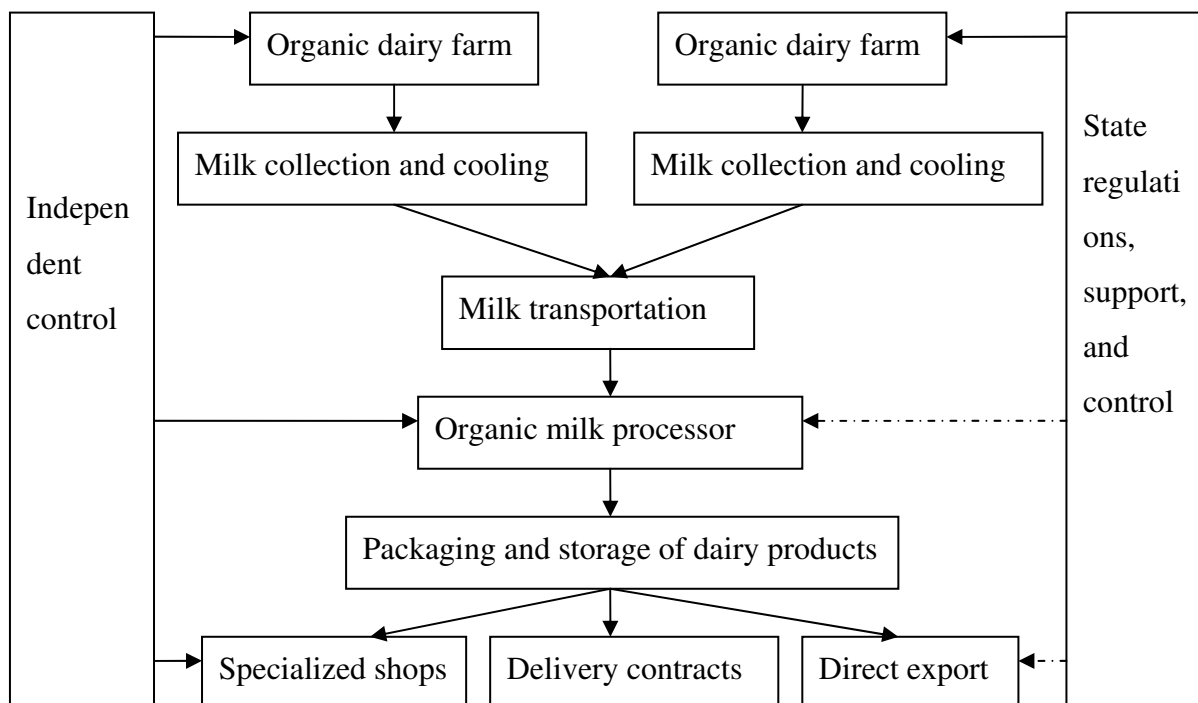 Organic dairy farm
Organic dairy farm
Milk collection and cooling
Milk collection and cooling
Indepen
dent
control
State
regulati
ons,
support,
and
control
Milk transportation
Organic milk processor
Packaging and storage of dairy products
Specialized shops
Delivery contracts
Direct export